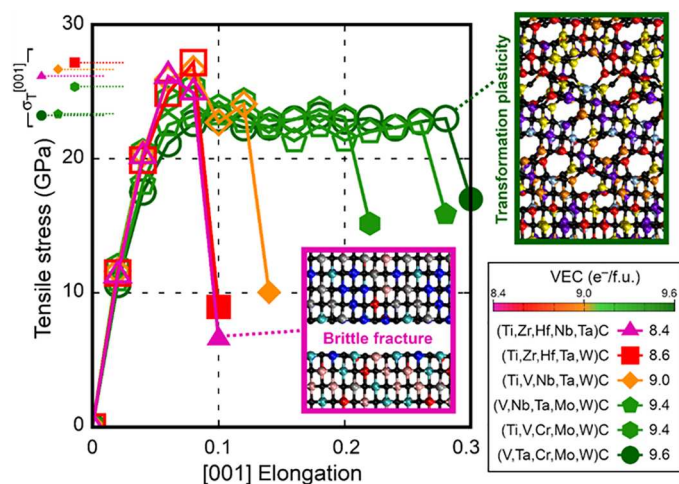 30
20
10
0
0
0.1
0.2
0.3
Tensile stress (GPa)
[001] Elongation
σT[001]
Transformation plasticity
Brittle fracture
VEC (e⁻/f.u.)
8.4
9.0
9.6
(Ti,Zr,Hf,Nb,Ta)C 8.4
(Ti,Zr,Hf,Ta,W)C 8.6
(Ti,V,Nb,Ta,W)C 9.0
(V,Nb,Ta,Mo,W)C 9.4
(Ti,V,Cr,Mo,W)C 9.4
(V,Ta,Cr,Mo,W)C 9.6